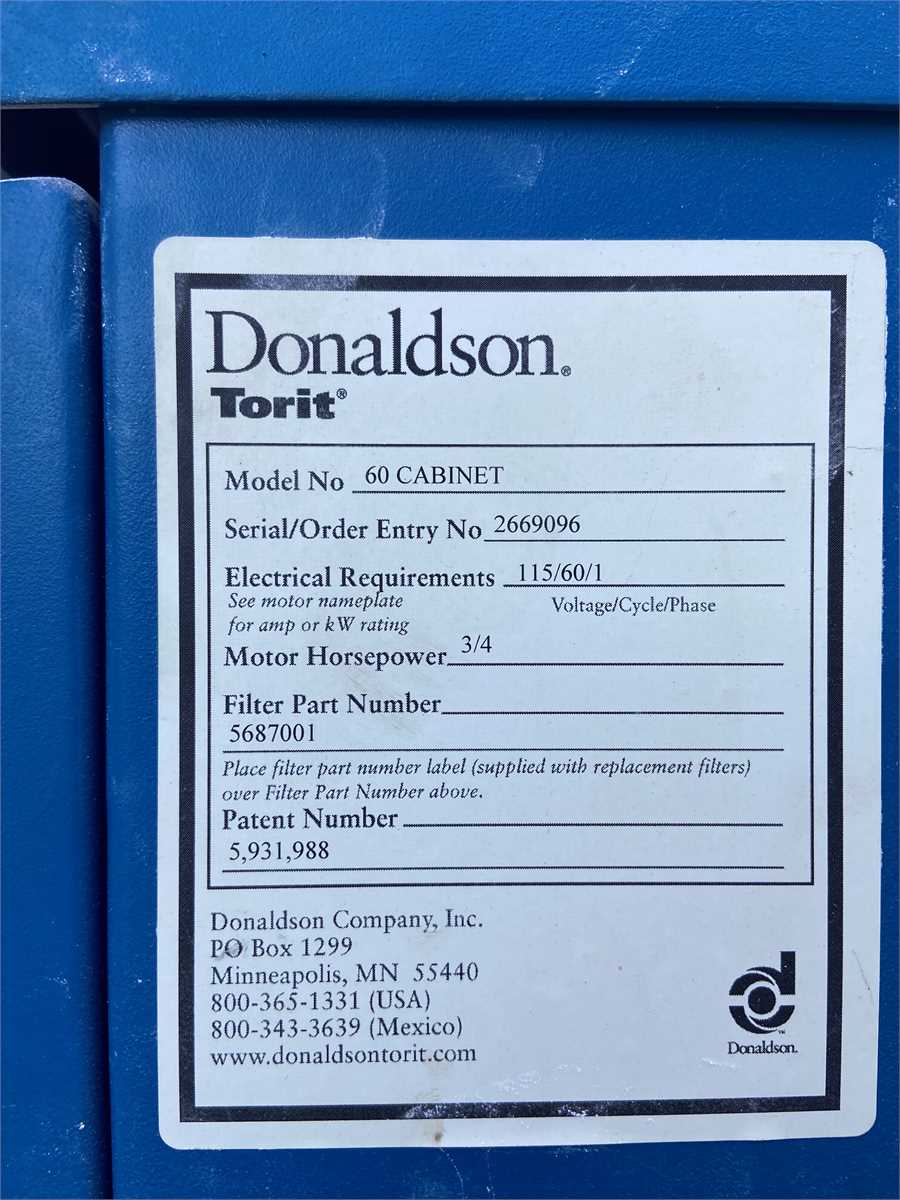 Donaldson®
Torit®
Model No 60 CABINET
Serial/Order Entry No 2669096
Electrical Requirements 115/60/1
See motor nameplate Voltage/Cycle/Phase
for amp or kW rating
Motor Horsepower 3/4
Filter Part Number
5687001
Place filter part number label (supplied with replacement filters)
over Filter Part Number above.
Patent Number
5,931,988
Donaldson Company, Inc.
PO Box 1299
Minneapolis, MN 55440
800-365-1331 (USA)
800-343-3639 (Mexico)
www.donaldsontorit.com
d
™
Donaldson.